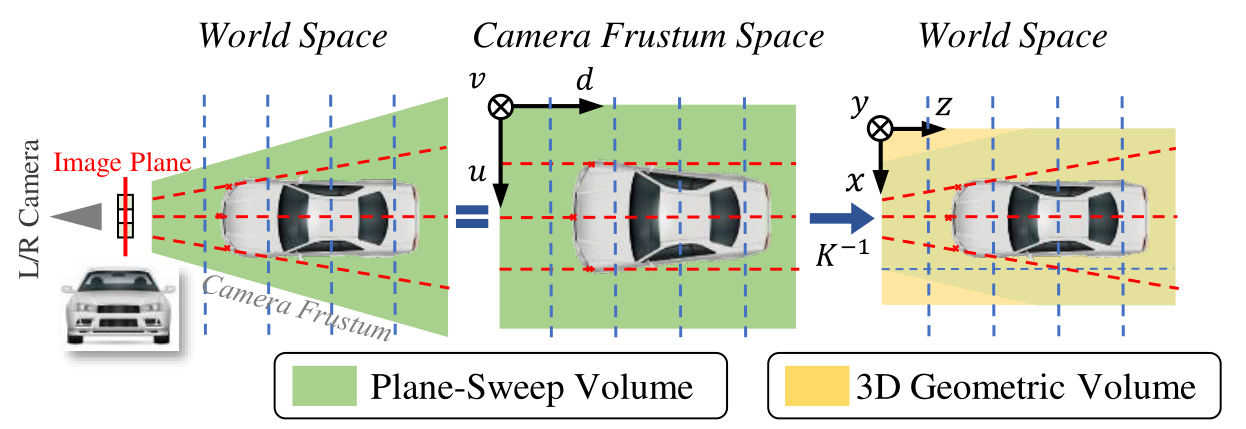 World Space
Camera Frustum Space
World Space
v
d
u
y
z
x
L/R Camera
Image Plane
Camera Frustum
=
K⁻¹
Plane-Sweep Volume
3D Geometric Volume